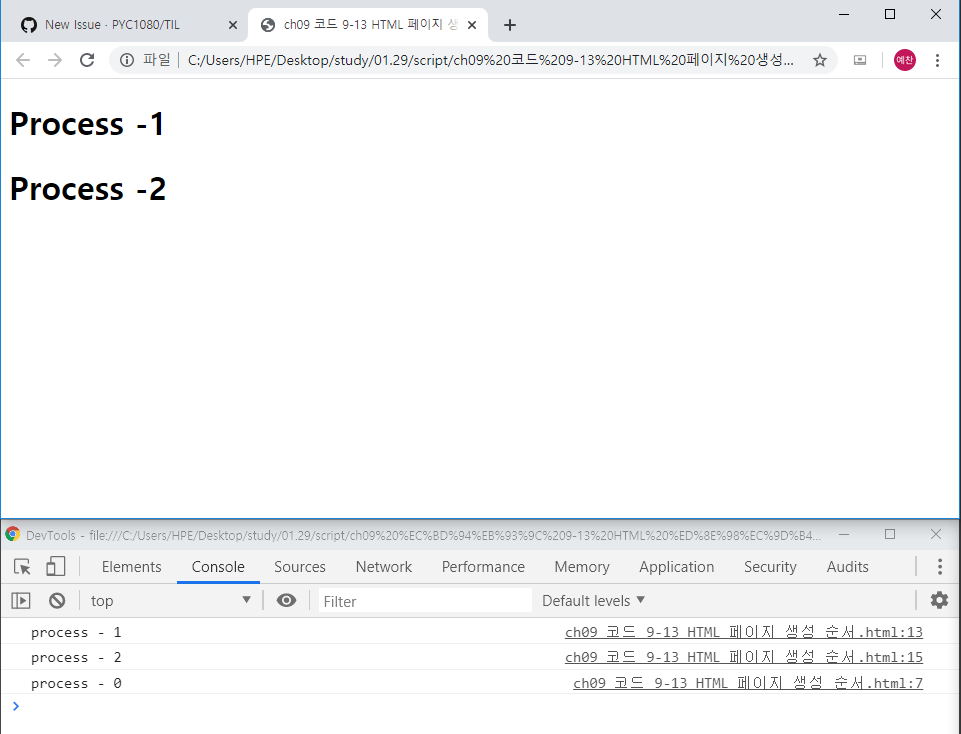 New Issue · PYC1080/TIL
ch09 코드 9-13 HTML 페이지 생
파일
C:/Users/HPE/Desktop/study/01.29/script/ch09%20코드%209-13%20HTML%20페이지%20생성...
예찬
Process -1
Process -2
DevTools - file:///C:/Users/HPE/Desktop/study/01.29/script/ch09%20%EC%BD%94%EB%93%9C%209-13%20HTML%20%ED%8E%98%EC%9D%B4...
Elements Console Sources Network Performance Memory Application Security Audits
top Filter Default levels
process - 1 ch09 코드 9-13 HTML 페이지 생성 순서.html:13
process - 2 ch09 코드 9-13 HTML 페이지 생성 순서.html:15
process - 0 ch09 코드 9-13 HTML 페이지 생성 순서.html:7